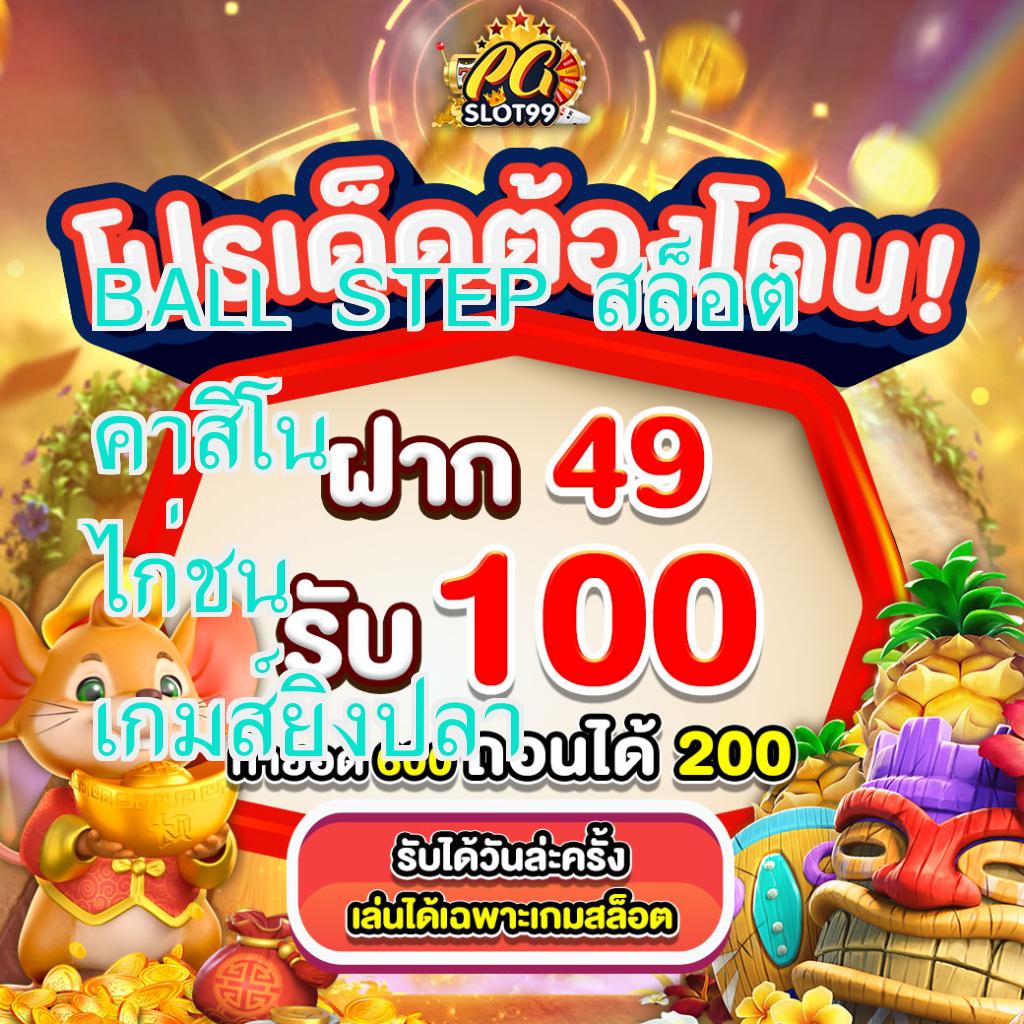 PG
SLOT99
โปรเด็ดต้องโดน!
BALL STEP สล็อต
คาสิโน
ฝาก 49
ไก่ชน
รับ 100
เกมส์ยิงปลา
ถอนได้ 200
รับได้วันล่ะครั้ง
เล่นได้เฉพาะเกมสล็อต